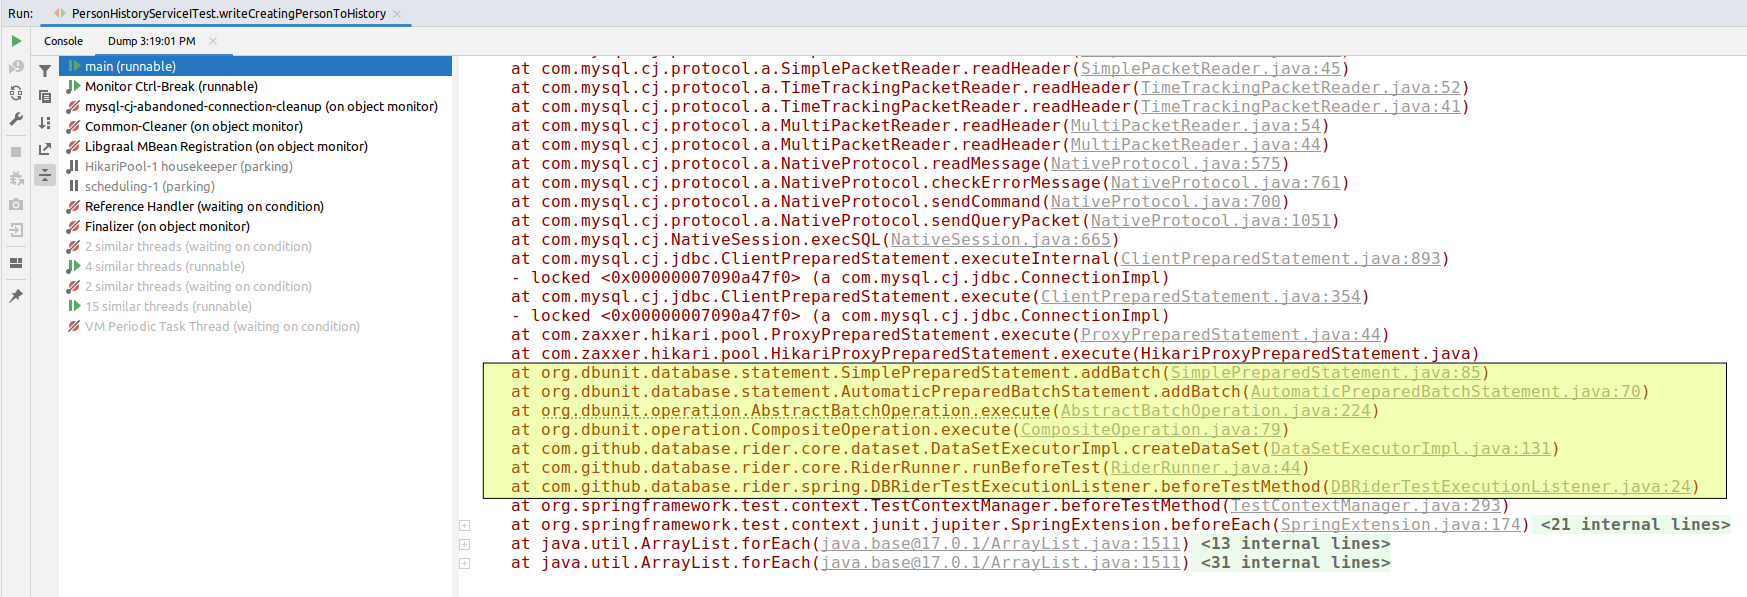 Run: PersonHistoryServiceITest.writeCreatingPersonToHistory
Console Dump 3:19:01 PM
main (runnable)
Monitor Ctrl-Break (runnable)
mysql-cj-abandoned-connection-cleanup (on object monitor)
Common-Cleaner (on object monitor)
Libgraal MBean Registration (on object monitor)
HikariPool-1 housekeeper (parking)
scheduling-1 (parking)
Reference Handler (waiting on condition)
Finalizer (on object monitor)
2 similar threads (waiting on condition)
4 similar threads (runnable)
2 similar threads (waiting on condition)
15 similar threads (runnable)
VM Periodic Task Thread (waiting on condition)
at com.mysql.cj.protocol.a.SimplePacketReader.readHeader(SimplePacketReader.java:45)
at com.mysql.cj.protocol.a.TimeTrackingPacketReader.readHeader(TimeTrackingPacketReader.java:52)
at com.mysql.cj.protocol.a.TimeTrackingPacketReader.readHeader(TimeTrackingPacketReader.java:41)
at com.mysql.cj.protocol.a.MultiPacketReader.readHeader(MultiPacketReader.java:54)
at com.mysql.cj.protocol.a.MultiPacketReader.readHeader(MultiPacketReader.java:44)
at com.mysql.cj.protocol.a.NativeProtocol.readMessage(NativeProtocol.java:575)
at com.mysql.cj.protocol.a.NativeProtocol.checkErrorMessage(NativeProtocol.java:761)
at com.mysql.cj.protocol.a.NativeProtocol.sendCommand(NativeProtocol.java:700)
at com.mysql.cj.protocol.a.NativeProtocol.sendQueryPacket(NativeProtocol.java:1051)
at com.mysql.cj.NativeSession.execSQL(NativeSession.java:665)
at com.mysql.cj.jdbc.ClientPreparedStatement.executeInternal(ClientPreparedStatement.java:893)
- locked <0x00000007090a47f0> (a com.mysql.cj.jdbc.ConnectionImpl)
at com.mysql.cj.jdbc.ClientPreparedStatement.execute(ClientPreparedStatement.java:354)
- locked <0x00000007090a47f0> (a com.mysql.cj.jdbc.ConnectionImpl)
at com.zaxxer.hikari.pool.ProxyPreparedStatement.execute(ProxyPreparedStatement.java:44)
at com.zaxxer.hikari.pool.HikariProxyPreparedStatement.execute(HikariProxyPreparedStatement.java)
at org.dbunit.database.statement.SimplePreparedStatement.addBatch(SimplePreparedStatement.java:85)
at org.dbunit.database.statement.AutomaticPreparedBatchStatement.addBatch(AutomaticPreparedBatchStatement.java:70)
at org.dbunit.operation.AbstractBatchOperation.execute(AbstractBatchOperation.java:224)
at org.dbunit.operation.CompositeOperation.execute(CompositeOperation.java:79)
at com.github.database.rider.core.dataset.DataSetExecutorImpl.createDataSet(DataSetExecutorImpl.java:131)
at com.github.database.rider.core.RiderRunner.runBeforeTest(RiderRunner.java:44)
at com.github.database.rider.spring.DBRiderTestExecutionListener.beforeTestMethod(DBRiderTestExecutionListener.java:24)
at org.springframework.test.context.TestContextManager.beforeTestMethod(TestContextManager.java:293)
at org.springframework.test.context.junit.jupiter.SpringExtension.beforeEach(SpringExtension.java:174) <21 internal lines>
at java.util.ArrayList.forEach(java.base@17.0.1/ArrayList.java:1511) <13 internal lines>
at java.util.ArrayList.forEach(java.base@17.0.1/ArrayList.java:1511) <31 internal lines>